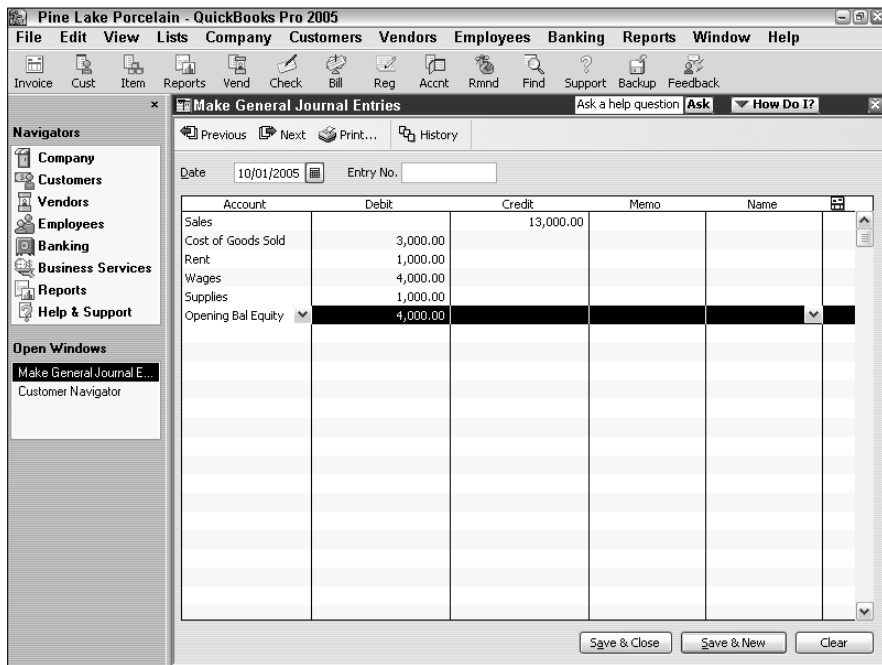 Pine Lake Porcelain - QuickBooks Pro 2005
File Edit View Lists Company Customers Vendors Employees Banking Reports Window Help
Invoice Cust Item Reports Vend Check Bill Reg Accnt Rmnd Find Support Backup Feedback
Make General Journal Entries Ask a help question Ask How Do I?
Navigators
Company
Customers
Vendors
Employees
Banking
Business Services
Reports
Help & Support
Open Windows
Make General Journal E...
Customer Navigator
Previous Next Print... History
Date 10/01/2005 Entry No.
Account Debit Credit Memo Name
Sales 13,000.00
Cost of Goods Sold 3,000.00
Rent 1,000.00
Wages 4,000.00
Supplies 1,000.00
Opening Bal Equity 4,000.00
Save & Close Save & New Clear